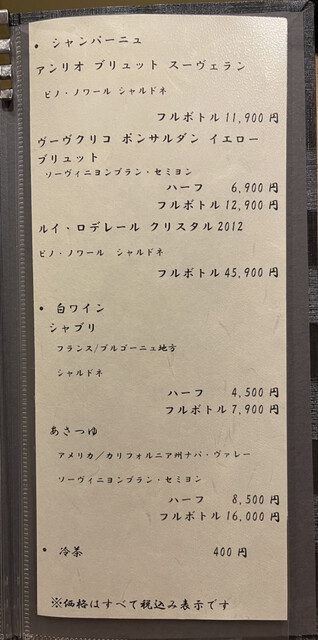 • シャンパーニュ
アンリオ ブリュット スーヴェラン
ピノ・ノワール シャルドネ
フルボトル 11,900 円
ヴーヴクリコ ポンサルダン イエロー
ブリュット
ソーヴィニヨンブラン・セミヨン
ハーフ 6,900 円
フルボトル 12,900 円
ルイ・ロデレール クリスタル 2012
ピノ・ノワール シャルドネ
フルボトル 45,900 円
• 白ワイン
シャブリ
フランス/ブルゴーニュ地方
シャルドネ
ハーフ 4,500 円
フルボトル 7,900 円
あさつゆ
アメリカ/カリフォルニア州ナパ・ヴァレー
ソーヴィニヨンブラン・セミヨン
ハーフ 8,500 円
フルボトル 16,000 円
• 冷茶 400 円
※価格はすべて税込み表示です